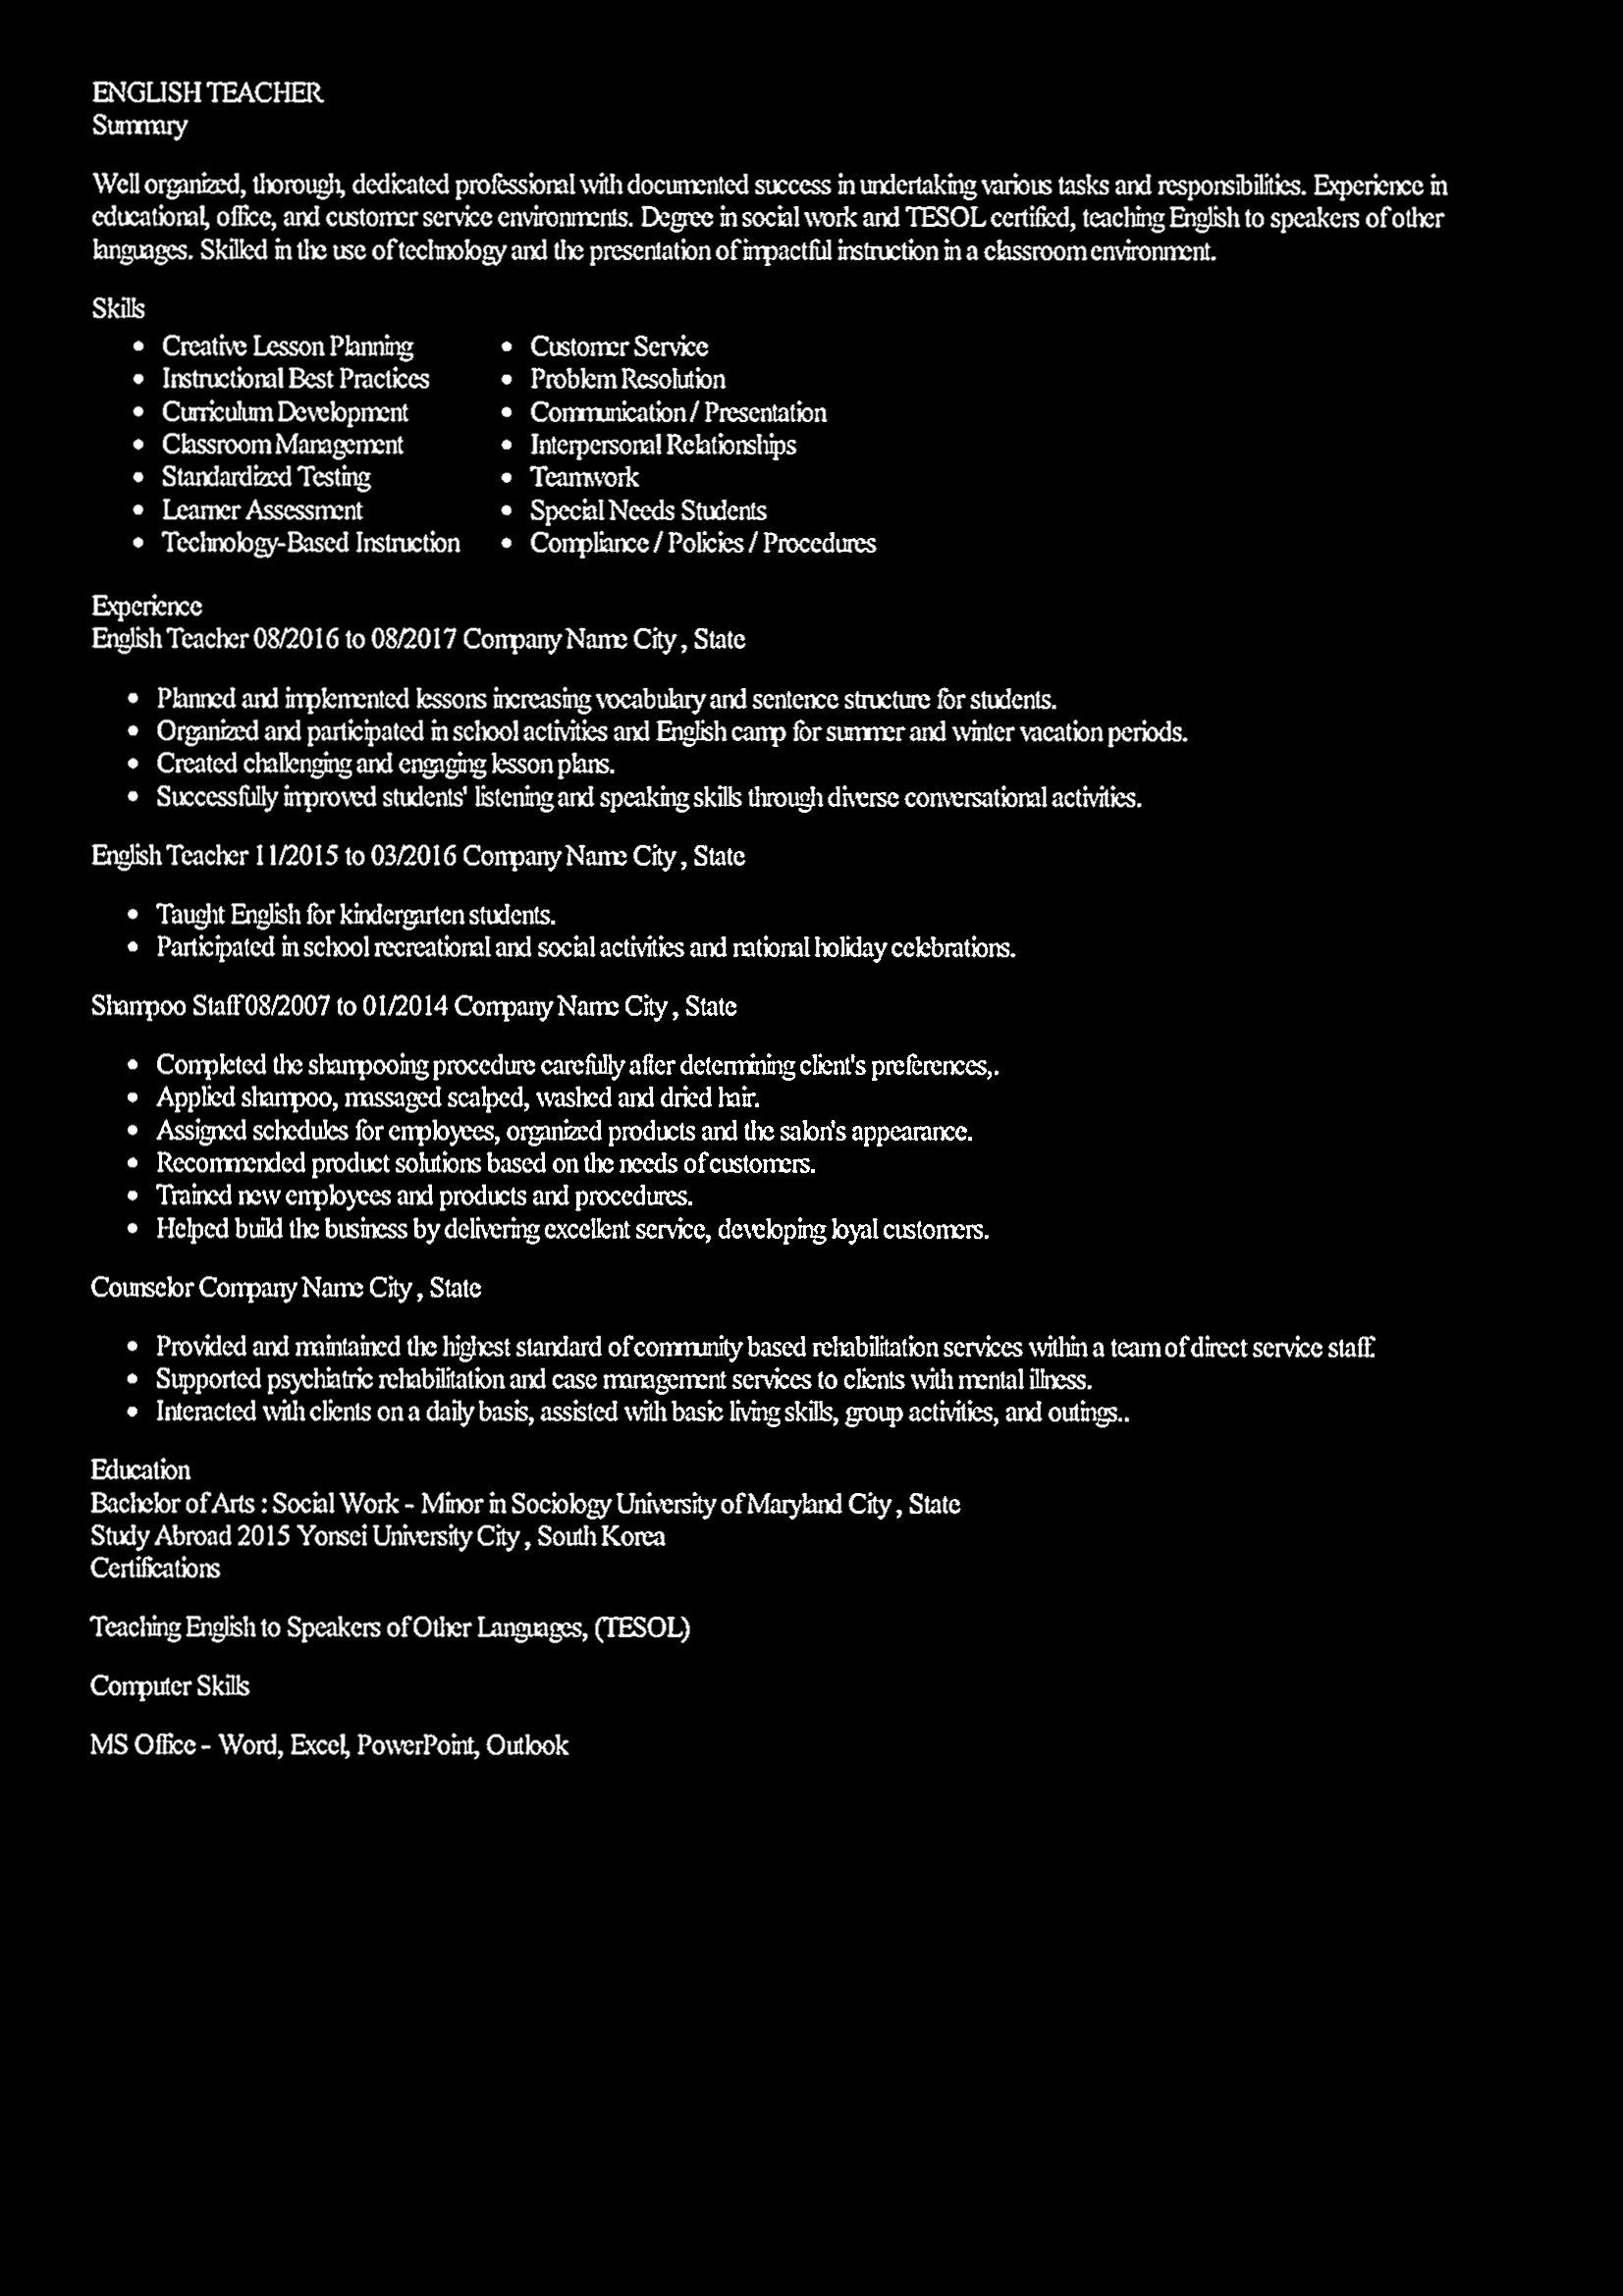 ENGLISH TEACHER
Summary
Well organized, thorough, dedicated professional with documented success in undertaking various tasks and responsibilities. Experience in
educational, office, and customer service environments. Degree in social work and TESOL certified, teaching English to speakers of other
languages. Skilled in the use of technology and the presentation of impactful instruction in a classroom environment.
Skills
• Creative Lesson Planning
• Instructional Best Practices
• Curriculum Development
• Classroom Management
• Standardized Testing
• Learner Assessment
• Technology-Based Instruction
• Customer Service
• Problem Resolution
• Communication / Presentation
• Interpersonal Relationships
• Teamwork
• Special Needs Students
• Compliance / Policies / Procedures
Experience
English Teacher 08/2016 to 08/2017 Company Name City , State
• Planned and implemented lessons increasing vocabulary and sentence structure for students.
• Organized and participated in school activities and English camp for summer and winter vacation periods.
• Created challenging and engaging lesson plans.
• Successfully improved students' listening and speaking skills through diverse conversational activities.
English Teacher 11/2015 to 03/2016 Company Name City , State
• Taught English for kindergarten students.
• Participated in school recreational and social activities and national holiday celebrations.
Shampoo Staff 08/2007 to 01/2014 Company Name City , State
• Completed the shampooing procedure carefully after determining client's preferences,.
• Applied shampoo, massaged scalped, washed and dried hair.
• Assigned schedules for employees, organized products and the salon's appearance.
• Recommended product solutions based on the needs of customers.
• Trained new employees and products and procedures.
• Helped build the business by delivering excellent service, developing loyal customers.
Counselor Company Name City , State
• Provided and maintained the highest standard of community based rehabilitation services within a team of direct service staff.
• Supported psychiatric rehabilitation and case management services to clients with mental illness.
• Interacted with clients on a daily basis, assisted with basic living skills, group activities, and outings..
Education
Bachelor of Arts : Social Work - Minor in Sociology University of Maryland City , State
Study Abroad 2015 Yonsei University City , South Korea
Certifications
Teaching English to Speakers of Other Languages, (TESOL)
Computer Skills
MS Office - Word, Excel, PowerPoint, Outlook